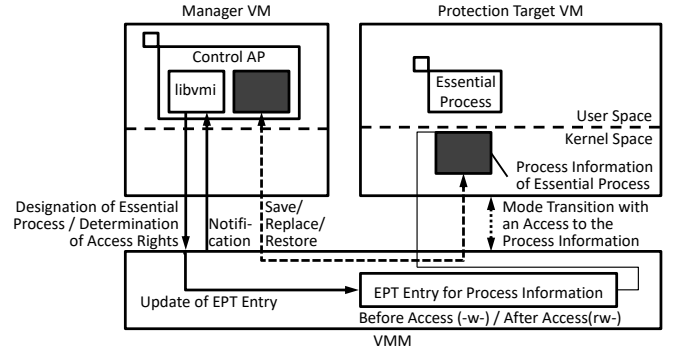 Manager VM
Protection Target VM
Control AP
libvmi
Essential
Process
User Space
Kernel Space
Process Information
of Essential Process
Designation of Essential
Process / Determination
of Access Rights
Notifi-
cation
Save/
Replace/
Restore
Mode Transition with
an Access to the
Process Information
Update of EPT Entry
EPT Entry for Process Information
Before Access (-w-) / After Access(rw-)
VMM